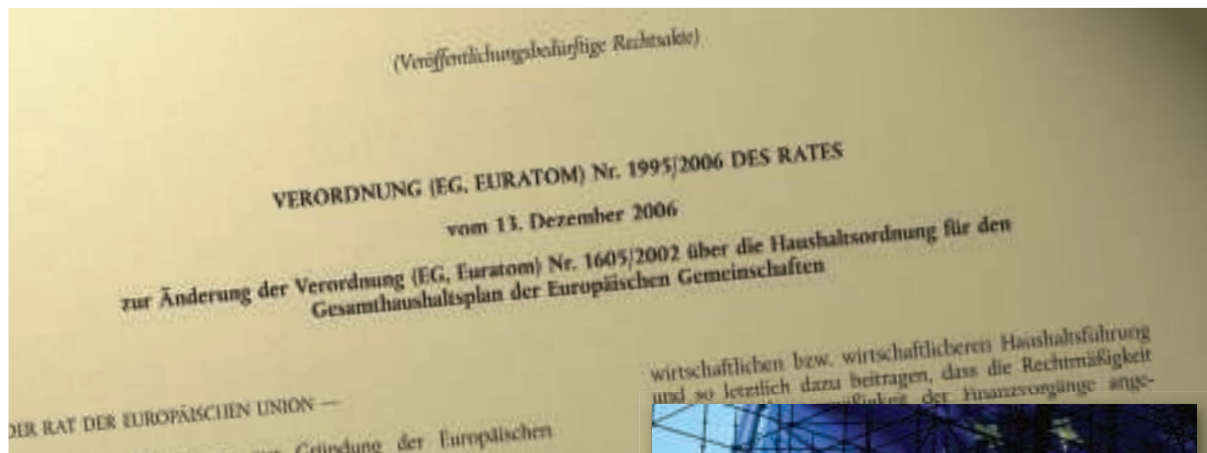 (Veröffentlichungsbedürftige Rechtsakte)
VERORDNUNG (EG, EURATOM) Nr. 1995/2006 DES RATES
vom 13. Dezember 2006
zur Änderung der Verordnung (EG, Euratom) Nr. 1605/2002 über die Haushaltsordnung für den
Gesamthaushaltsplan der Europäischen Gemeinschaften
DER RAT DER EUROPÄISCHEN UNION —
Gründung der Europäischen
wirtschaftlichen bzw. wirtschaftlicheren Haushaltsführung
und so letztlich dazu beitragen, dass die Rechtmäßigkeit
der Finanzvorgänge ange-